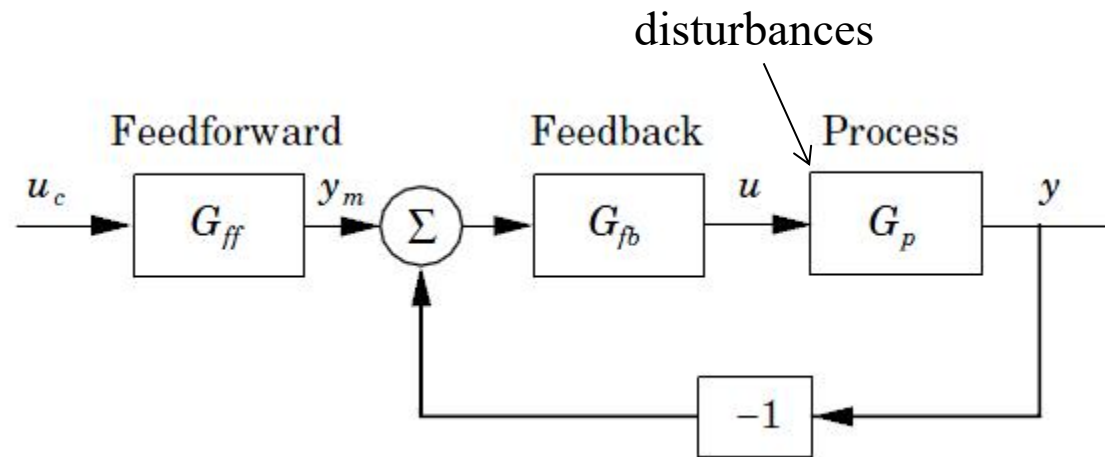 disturbances
Feedforward Feedback Process
u_c G_ff y_m Σ G_fb u G_p y
−1